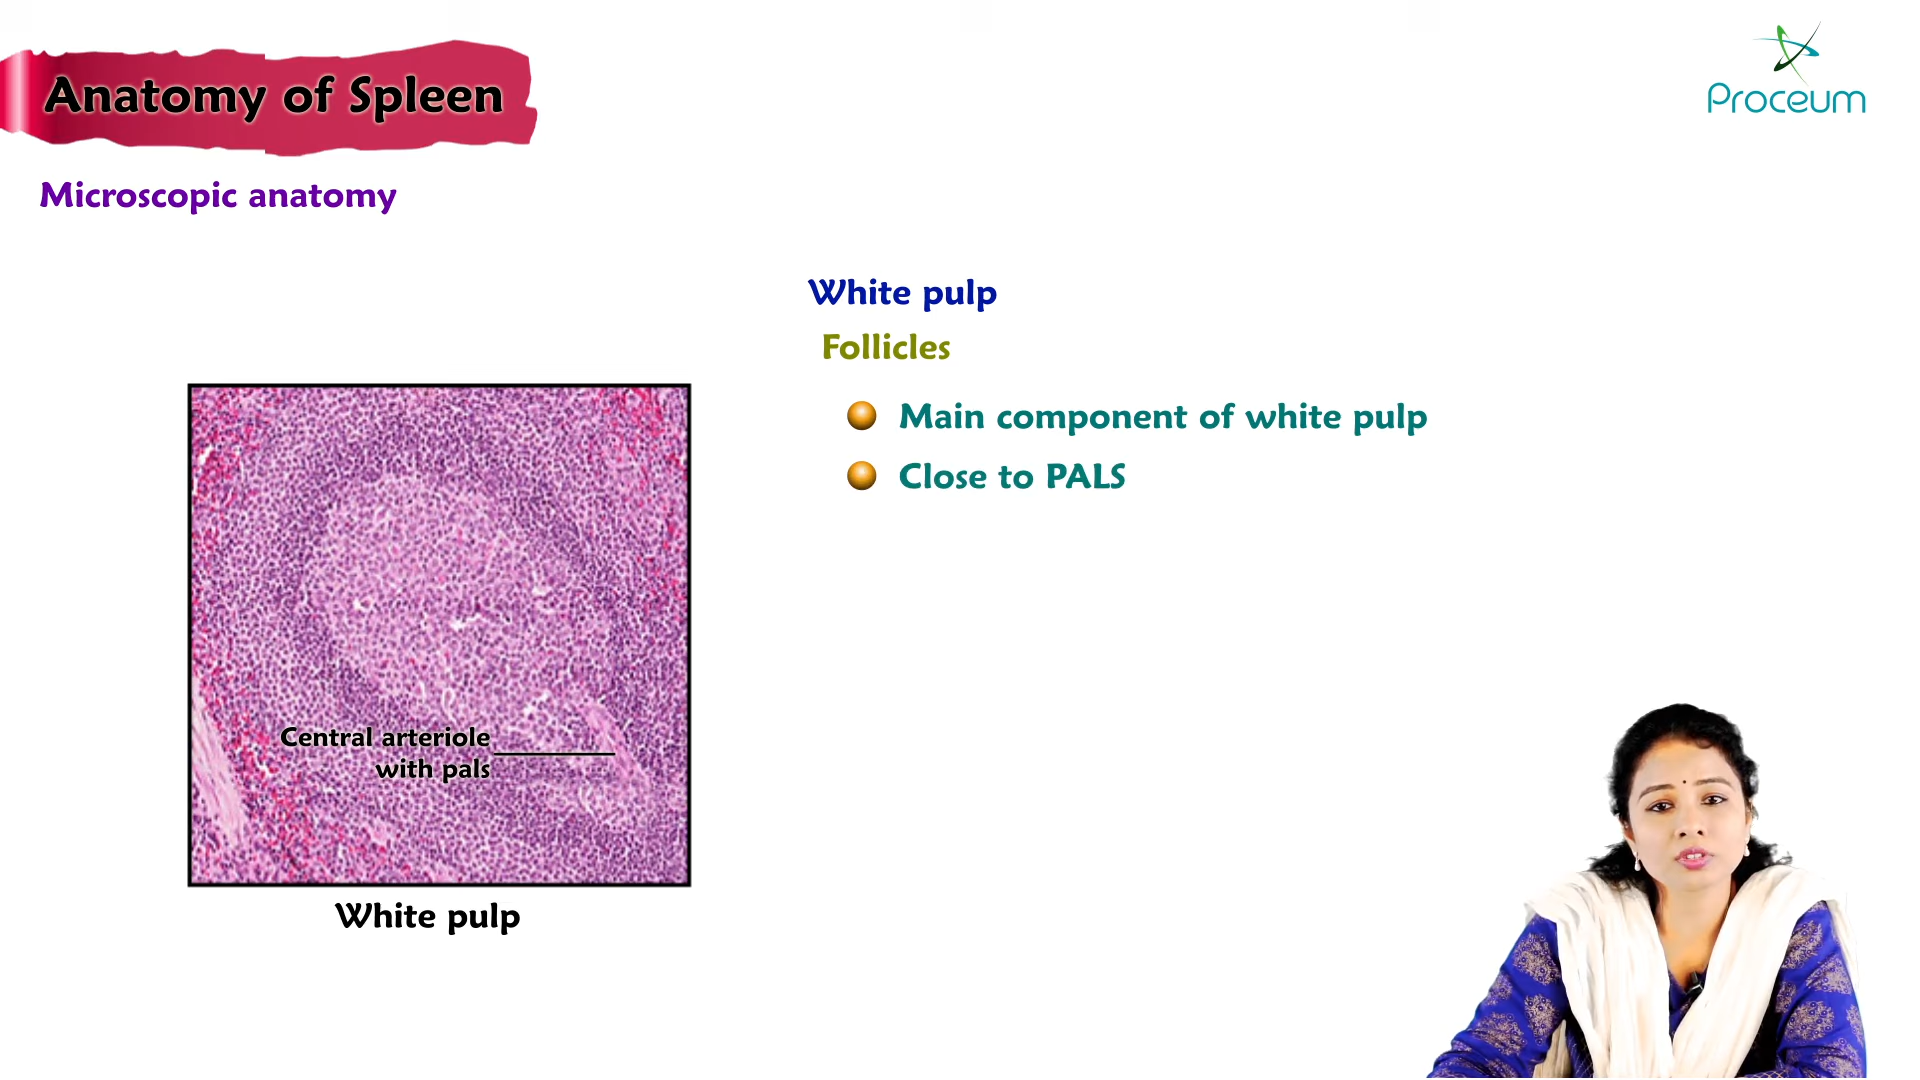 Anatomy of Spleen
Proceum
Microscopic anatomy
White pulp
Follicles
Main component of white pulp
Close to PALS
Central arteriole
with pals
White pulp